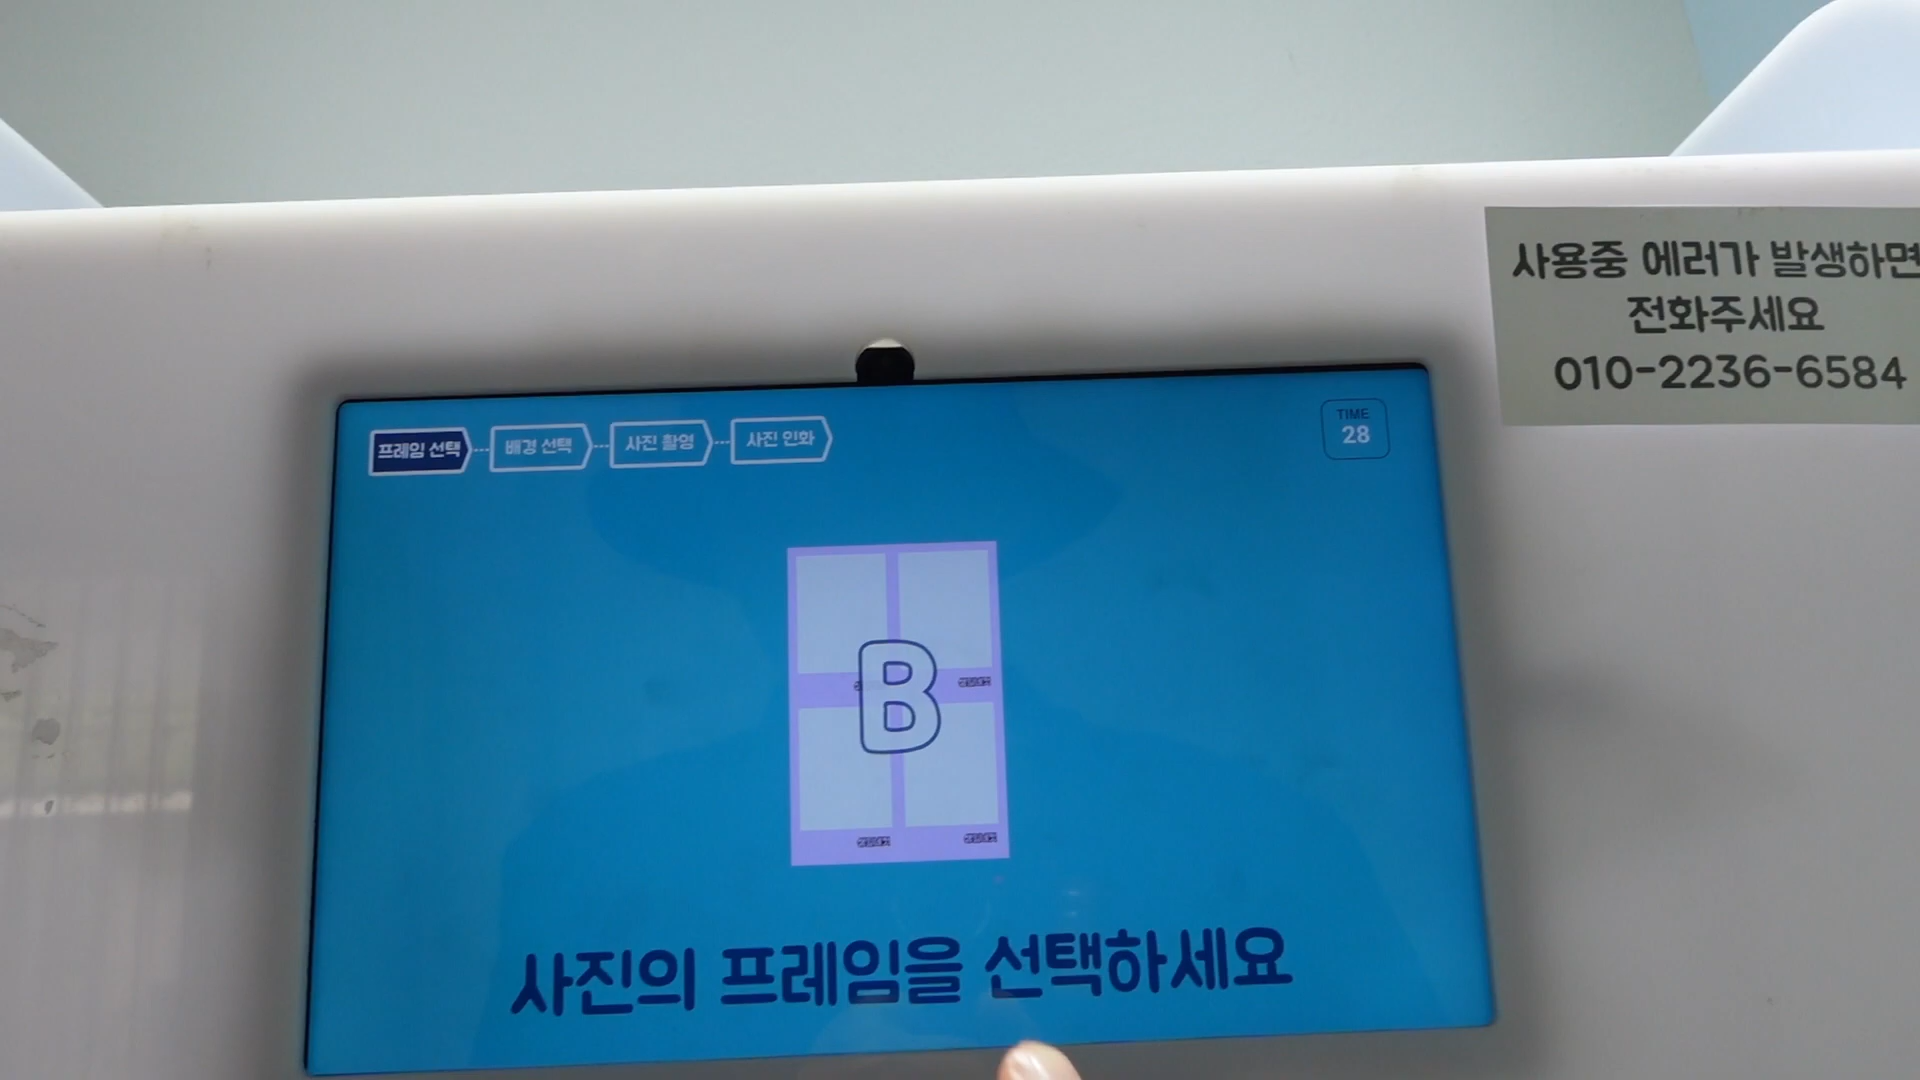 사용중 에러가 발생하면
전화주세요
010-2236-6584
프레임 선택
배경 선택
사진 촬영
사진 인화
TIME
28
B
사진의 프레임을 선택하세요